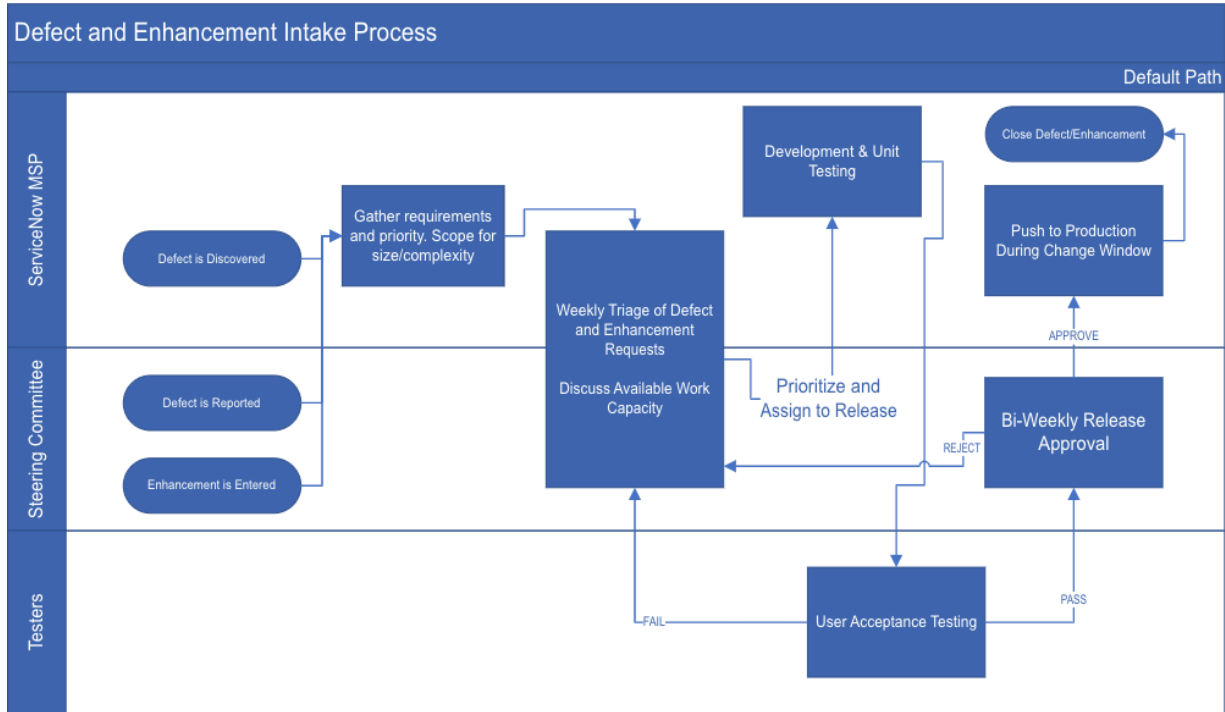 Defect and Enhancement Intake Process
Default Path
ServiceNow MSP
Defect is Discovered
Gather requirements
and priority. Scope for
size/complexity
Development & Unit
Testing
Close Defect/Enhancement
Push to Production
During Change Window
Weekly Triage of Defect
and Enhancement
Requests
Discuss Available Work
Capacity
APPROVE
Steering Committee
Defect is Reported
Enhancement is Entered
Prioritize and
Assign to Release
Bi-Weekly Release
Approval
REJECT
Testers
FAIL
User Acceptance Testing
PASS